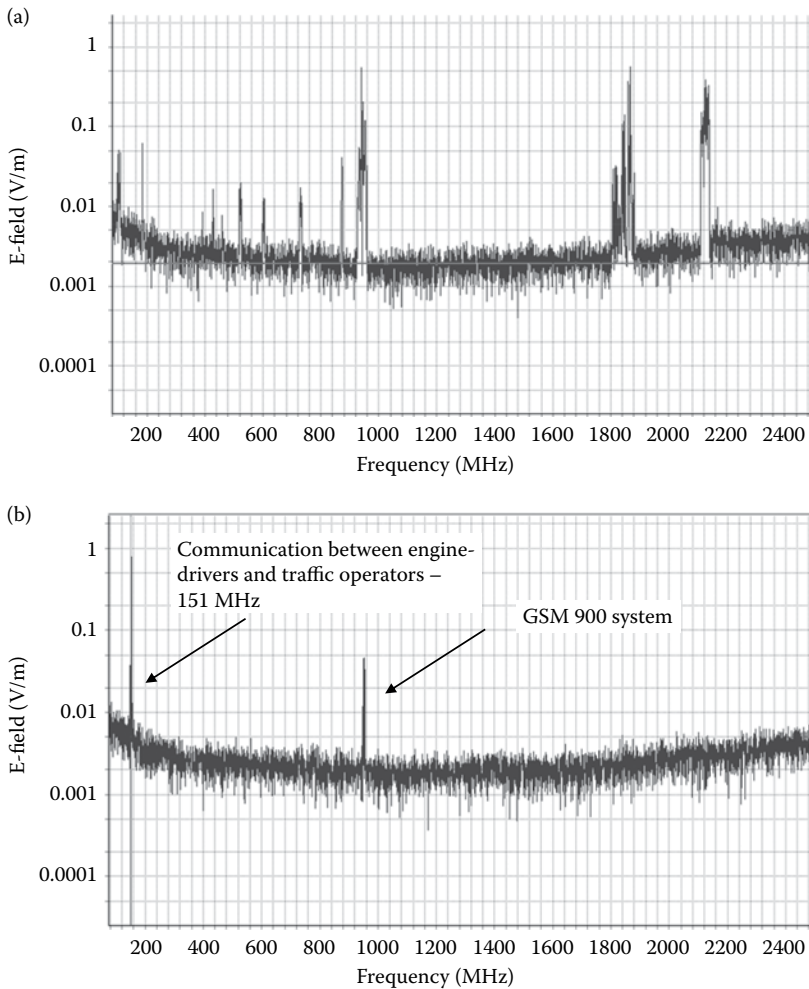 (a)
1
0.1
0.01
0.001
0.0001
E-field (V/m)
200 400 600 800 1000 1200 1400 1600 1800 2000 2200 2400
Frequency (MHz)
(b)
1
0.1
0.01
0.001
0.0001
E-field (V/m)
Communication between engine-
drivers and traffic operators –
151 MHz
GSM 900 system
200 400 600 800 1000 1200 1400 1600 1800 2000 2200 2400
Frequency (MHz)